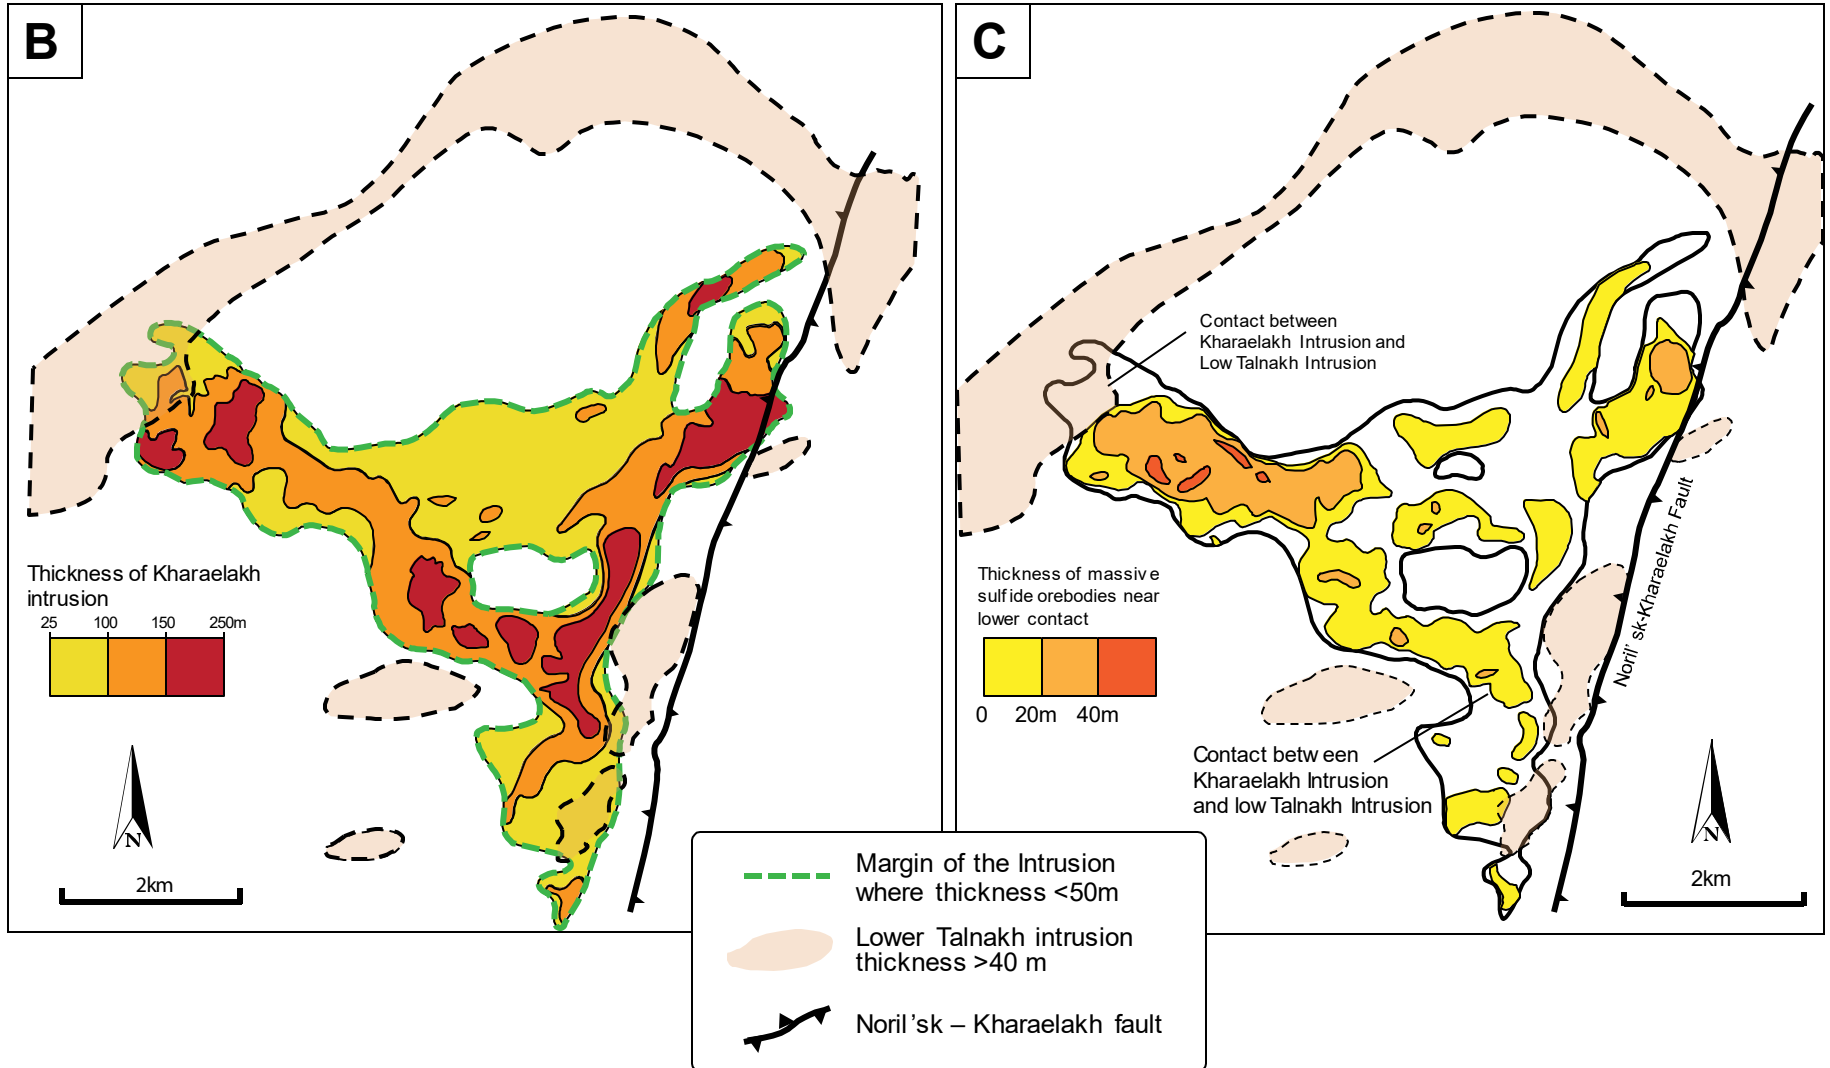 B
Thickness of Kharaelakh
intrusion
25 100 150 250m
N
2km
C
Contact between
Kharaelakh Intrusion and
Low Talnakh Intrusion
Noril' sk-Kharaelakh Fault
Thickness of massive
sulfide orebodies near
lower contact
0 20m 40m
Contact betw een
Kharaelakh Intrusion
and low Talnakh Intrusion
N
2km
Margin of the Intrusion
where thickness <50m
Lower Talnakh intrusion
thickness >40 m
Noril'sk – Kharaelakh fault